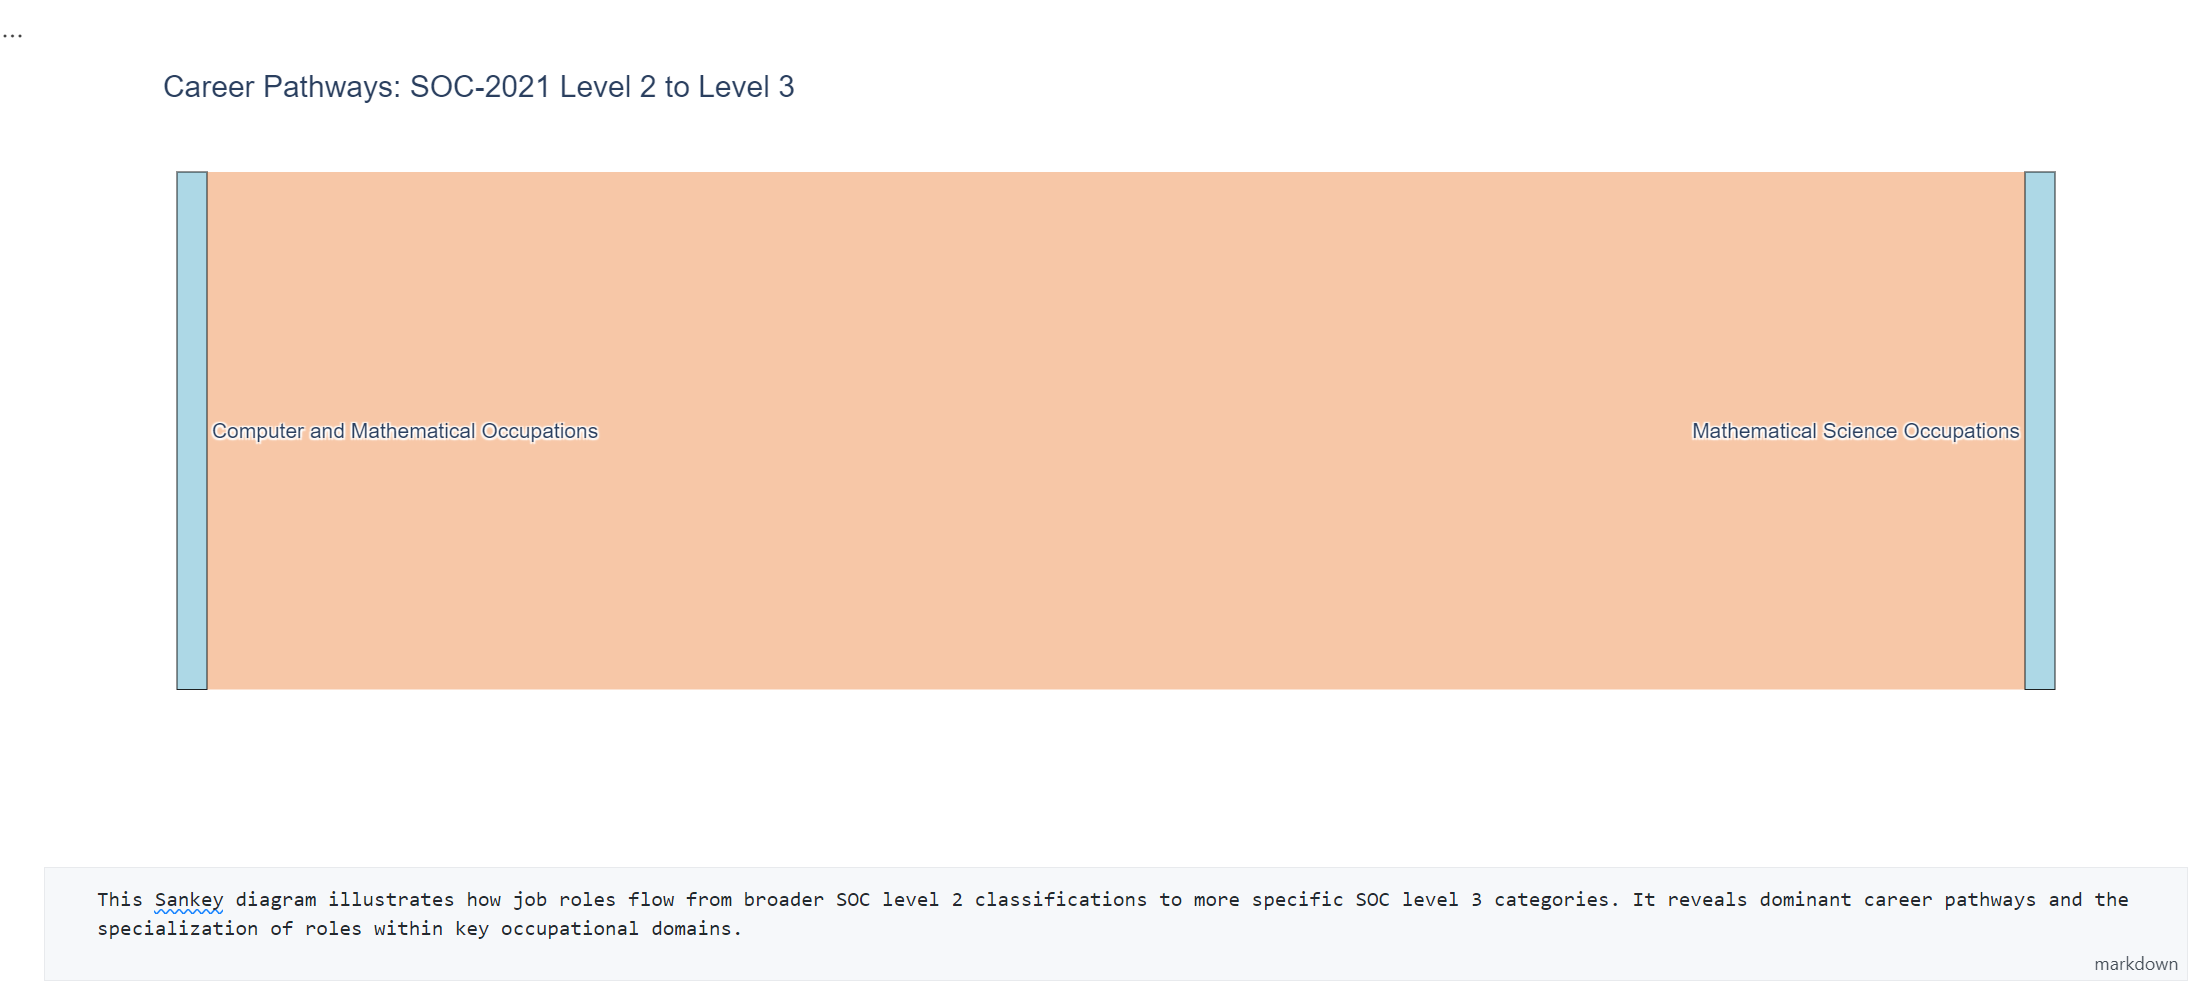 ...
Career Pathways: SOC-2021 Level 2 to Level 3
Computer and Mathematical Occupations
Mathematical Science Occupations
This Sankey diagram illustrates how job roles flow from broader SOC level 2 classifications to more specific SOC level 3 categories. It reveals dominant career pathways and the
specialization of roles within key occupational domains.
markdown